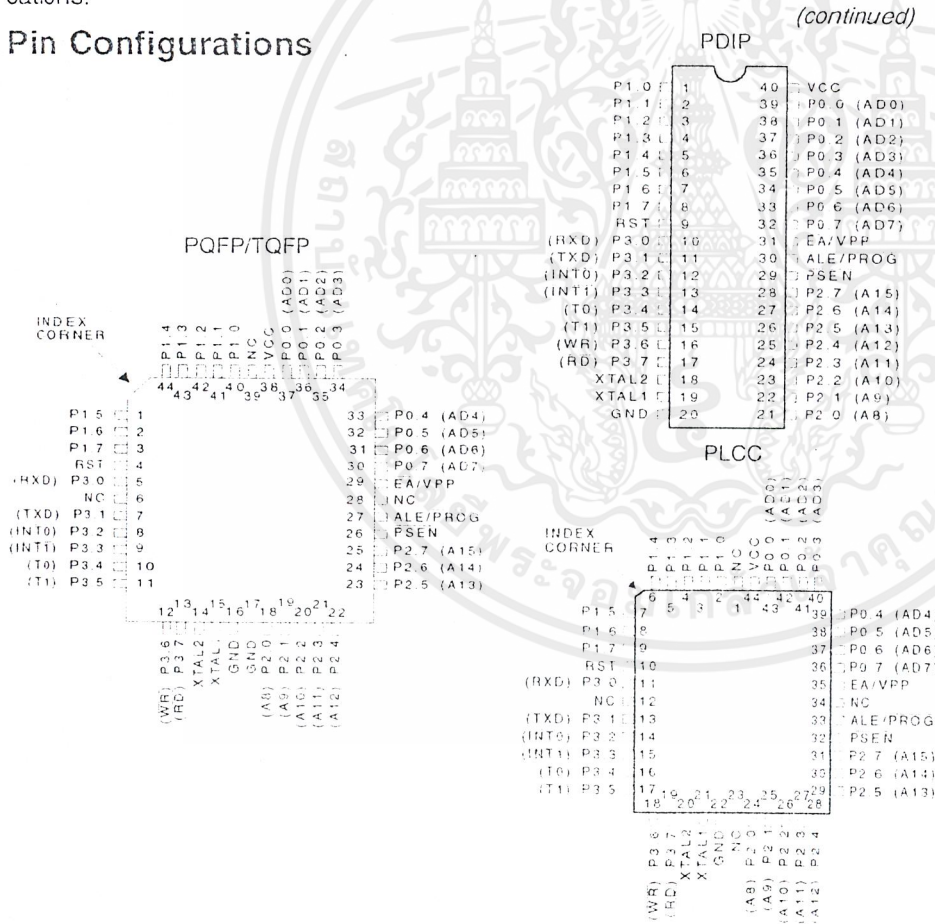 cations.
(continued)
Pin Configurations
PDIP
P1.0 1 40 VCC
P1.1 2 39 P0.0 (AD0)
P1.2 3 38 P0.1 (AD1)
P1.3 4 37 P0.2 (AD2)
P1.4 5 36 P0.3 (AD3)
P1.5 6 35 P0.4 (AD4)
P1.6 7 34 P0.5 (AD5)
P1.7 8 33 P0.6 (AD6)
RST 9 32 P0.7 (AD7)
(RXD) P3.0 10 31 EA/VPP
(TXD) P3.1 11 30 ALE/PROG
(INT0) P3.2 12 29 PSEN
(INT1) P3.3 13 28 P2.7 (A15)
(T0) P3.4 14 27 P2.6 (A14)
(T1) P3.5 15 26 P2.5 (A13)
(WR) P3.6 16 25 P2.4 (A12)
(RD) P3.7 17 24 P2.3 (A11)
XTAL2 18 23 P2.2 (A10)
XTAL1 19 22 P2.1 (A9)
GND 20 21 P2.0 (A8)
PQFP/TQFP
INDEX
CORNER
P1.4
P1.3
P1.2
P1.1
P1.0
NC
VCC
P0.0 (AD0)
P0.1 (AD1)
P0.2 (AD2)
P0.3 (AD3)
44 43 42 41 40 39 38 37 36 35 34
P1.5 1 33 P0.4 (AD4)
P1.6 2 32 P0.5 (AD5)
P1.7 3 31 P0.6 (AD6)
RST 4 30 P0.7 (AD7)
(RXD) P3.0 5 29 EA/VPP
NC 6 28 NC
(TXD) P3.1 7 27 ALE/PROG
(INT0) P3.2 8 26 PSEN
(INT1) P3.3 9 25 P2.7 (A15)
(T0) P3.4 10 24 P2.6 (A14)
(T1) P3.5 11 23 P2.5 (A13)
12 13 14 15 16 17 18 19 20 21 22
(WR) P3.6
(RD) P3.7
XTAL2
XTAL1
GND
GND
(A8) P2.0
(A9) P2.1
(A10) P2.2
(A11) P2.3
(A12) P2.4
PLCC
INDEX
CORNER
P1.4
P1.3
P1.2
P1.1
P1.0
NC
VCC
P0.0 (AD0)
P0.1 (AD1)
P0.2 (AD2)
P0.3 (AD3)
6 5 4 3 2 1 44 43 42 41 40
P1.5 7 39 P0.4 (AD4
P1.6 8 38 P0.5 (AD5
P1.7 9 37 P0.6 (AD6
RST 10 36 P0.7 (AD7
(RXD) P3.0 11 35 EA/VPP
NC 12 34 NC
(TXD) P3.1 13 33 ALE/PROG
(INT0) P3.2 14 32 PSEN
(INT1) P3.3 15 31 P2.7 (A15)
(T0) P3.4 16 30 P2.6 (A14)
(T1) P3.5 17 29 P2.5 (A13)
18 19 20 21 22 23 24 25 26 27 28
(WR) P3.6
(RD) P3.7
XTAL2
XTAL1
GND
NC
(A8) P2.0
(A9) P2.1
(A10) P2.2
(A11) P2.3
(A12) P2.4